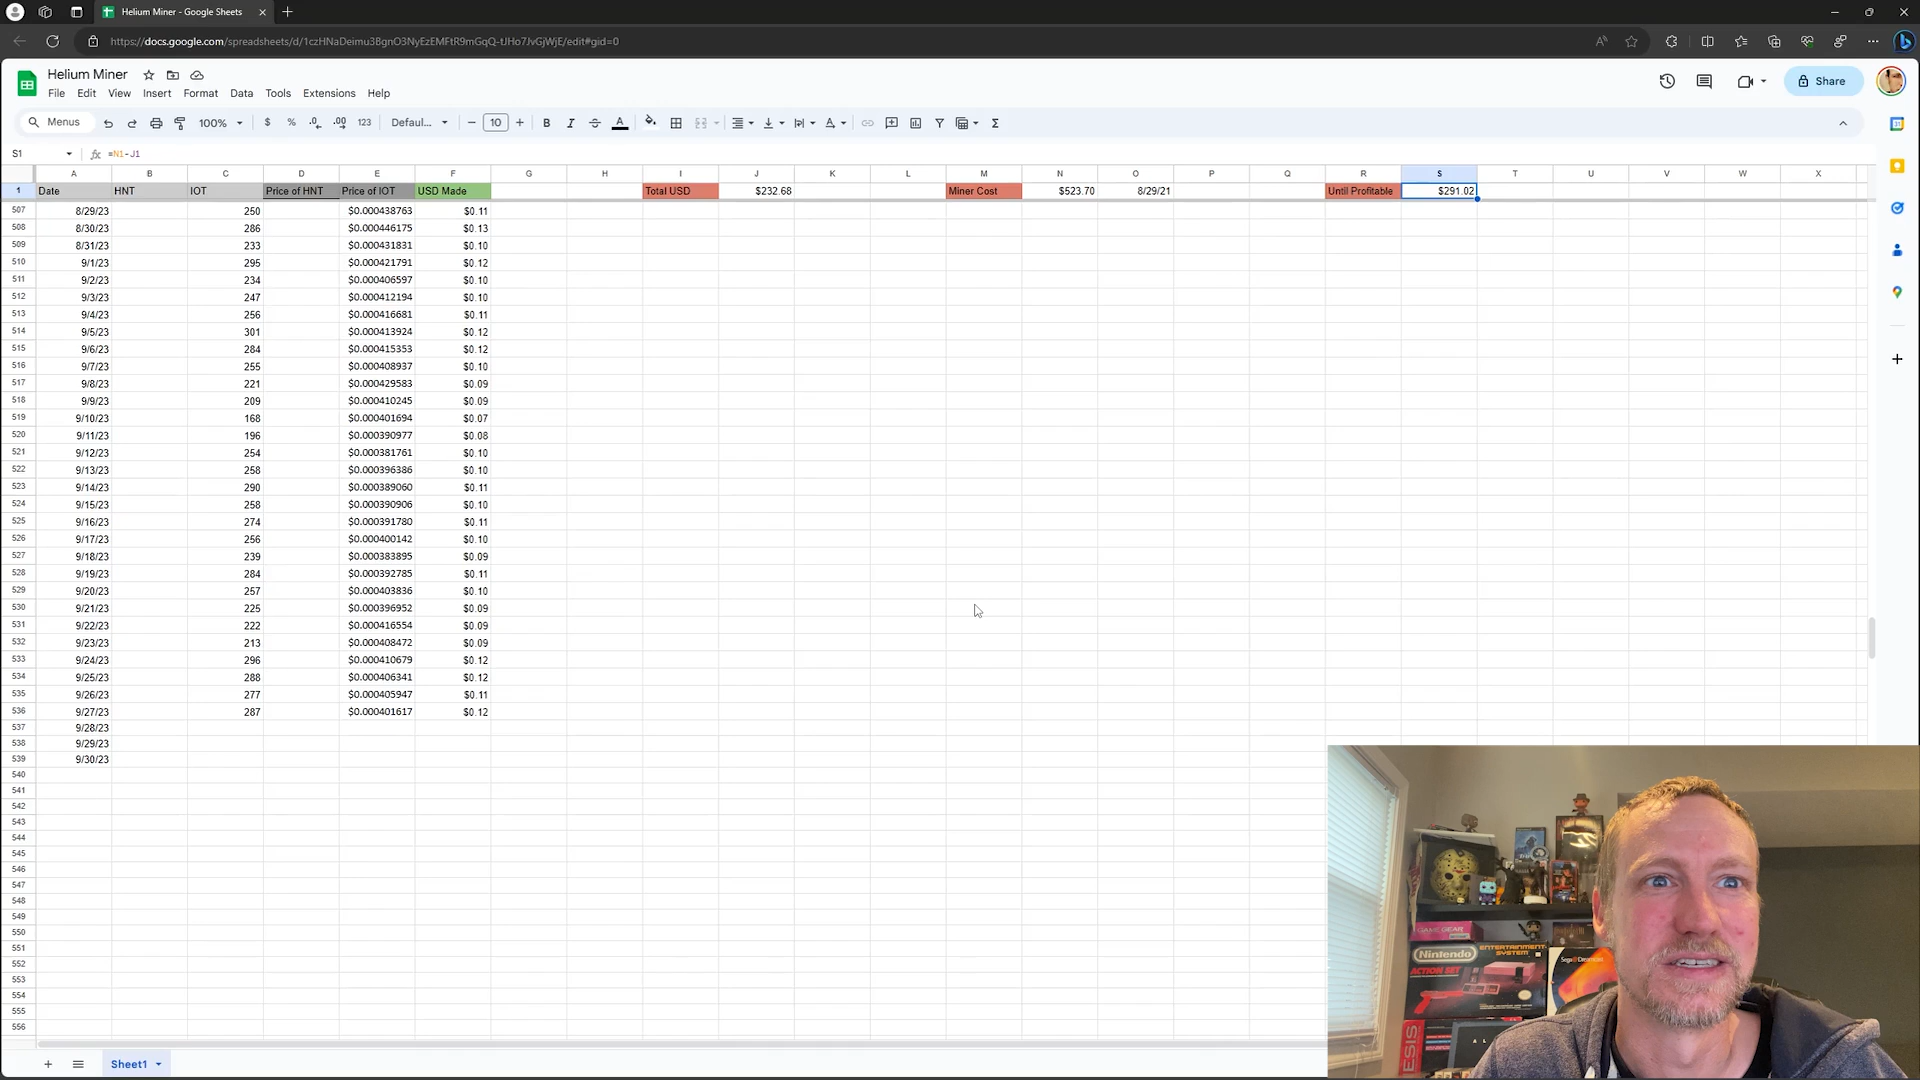 Helium Miner - Google Sheets
https://docs.google.com/spreadsheets/d/1czHNaDeimu3BgnO3NyEzEMFtR9mGqQ-tJHo7JvGjWjE/edit#gid=0
Helium Miner
Share
File Edit View Insert Format Data Tools Extensions Help
Menus 100% $ % .0 .00 123 Defaul... 10 B I S A
S1 fx =N1-J1
A B C D E F G H I J K L M N O P Q R S T U V W X
1 Date HNT IOT Price of HNT Price of IOT USD Made Total USD $232.68 Miner Cost $523.70 8/29/21 Until Profitable $291.02
507 8/29/23 250 $0.000438763 $0.11
508 8/30/23 286 $0.000446175 $0.13
509 8/31/23 233 $0.000431831 $0.10
510 9/1/23 295 $0.000421791 $0.12
511 9/2/23 234 $0.000406597 $0.10
512 9/3/23 247 $0.000412194 $0.10
513 9/4/23 256 $0.000416681 $0.11
514 9/5/23 301 $0.000413924 $0.12
515 9/6/23 284 $0.000415353 $0.12
516 9/7/23 255 $0.000408937 $0.10
517 9/8/23 221 $0.000429583 $0.09
518 9/9/23 209 $0.000410245 $0.09
519 9/10/23 168 $0.000401694 $0.07
520 9/11/23 196 $0.000390977 $0.08
521 9/12/23 254 $0.000381761 $0.10
522 9/13/23 258 $0.000396386 $0.10
523 9/14/23 290 $0.000389060 $0.11
524 9/15/23 258 $0.000390906 $0.10
525 9/16/23 274 $0.000391780 $0.11
526 9/17/23 256 $0.000400142 $0.10
527 9/18/23 239 $0.000383895 $0.09
528 9/19/23 284 $0.000392785 $0.11
529 9/20/23 257 $0.000403836 $0.10
530 9/21/23 225 $0.000396952 $0.09
531 9/22/23 222 $0.000416554 $0.09
532 9/23/23 213 $0.000408472 $0.09
533 9/24/23 296 $0.000410679 $0.12
534 9/25/23 288 $0.000406341 $0.12
535 9/26/23 277 $0.000405947 $0.11
536 9/27/23 287 $0.000401617 $0.12
537 9/28/23
538 9/29/23
539 9/30/23
540
541
542
543
544
545
546
547
548
549
550
551
552
553
554
555
556
GAME GEAR
Nintendo
ENTERTAINMENT SYSTEM
ACTION SET
Sega Dreamcast
GENESIS
Sheet1